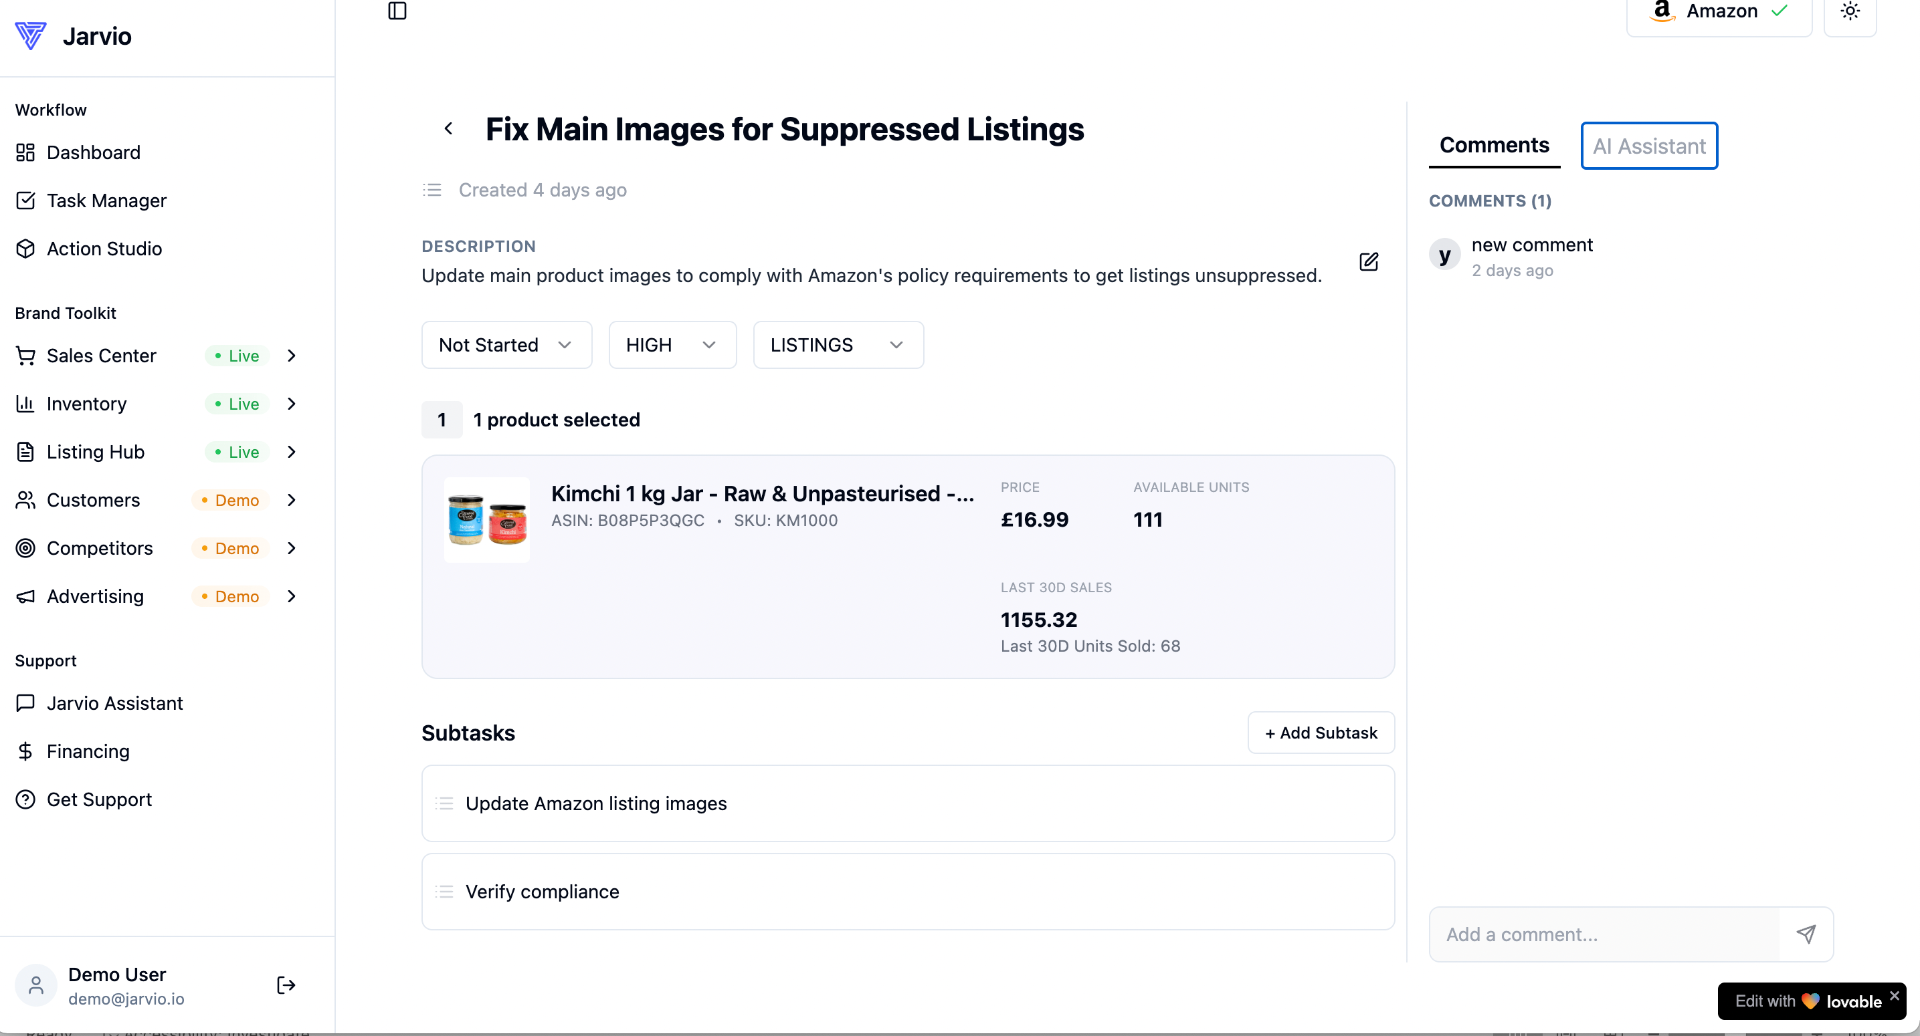 Jarvio
Amazon
Workflow
Dashboard
Task Manager
Action Studio
Brand Toolkit
Sales Center
• Live
Inventory
• Live
Listing Hub
• Live
Customers
• Demo
Competitors
• Demo
Advertising
• Demo
Support
Jarvio Assistant
Financing
Get Support
Demo User
demo@jarvio.io
Fix Main Images for Suppressed Listings
Created 4 days ago
DESCRIPTION
Update main product images to comply with Amazon's policy requirements to get listings unsuppressed.
Not Started
HIGH
LISTINGS
1
1 product selected
Kimchi 1 kg Jar - Raw & Unpasteurised -...
ASIN: B08P5P3QGC • SKU: KM1000
PRICE
£16.99
AVAILABLE UNITS
111
LAST 30D SALES
1155.32
Last 30D Units Sold: 68
Subtasks
+ Add Subtask
Update Amazon listing images
Verify compliance
Comments
AI Assistant
COMMENTS (1)
y
new comment
2 days ago
Add a comment...
Edit with lovable